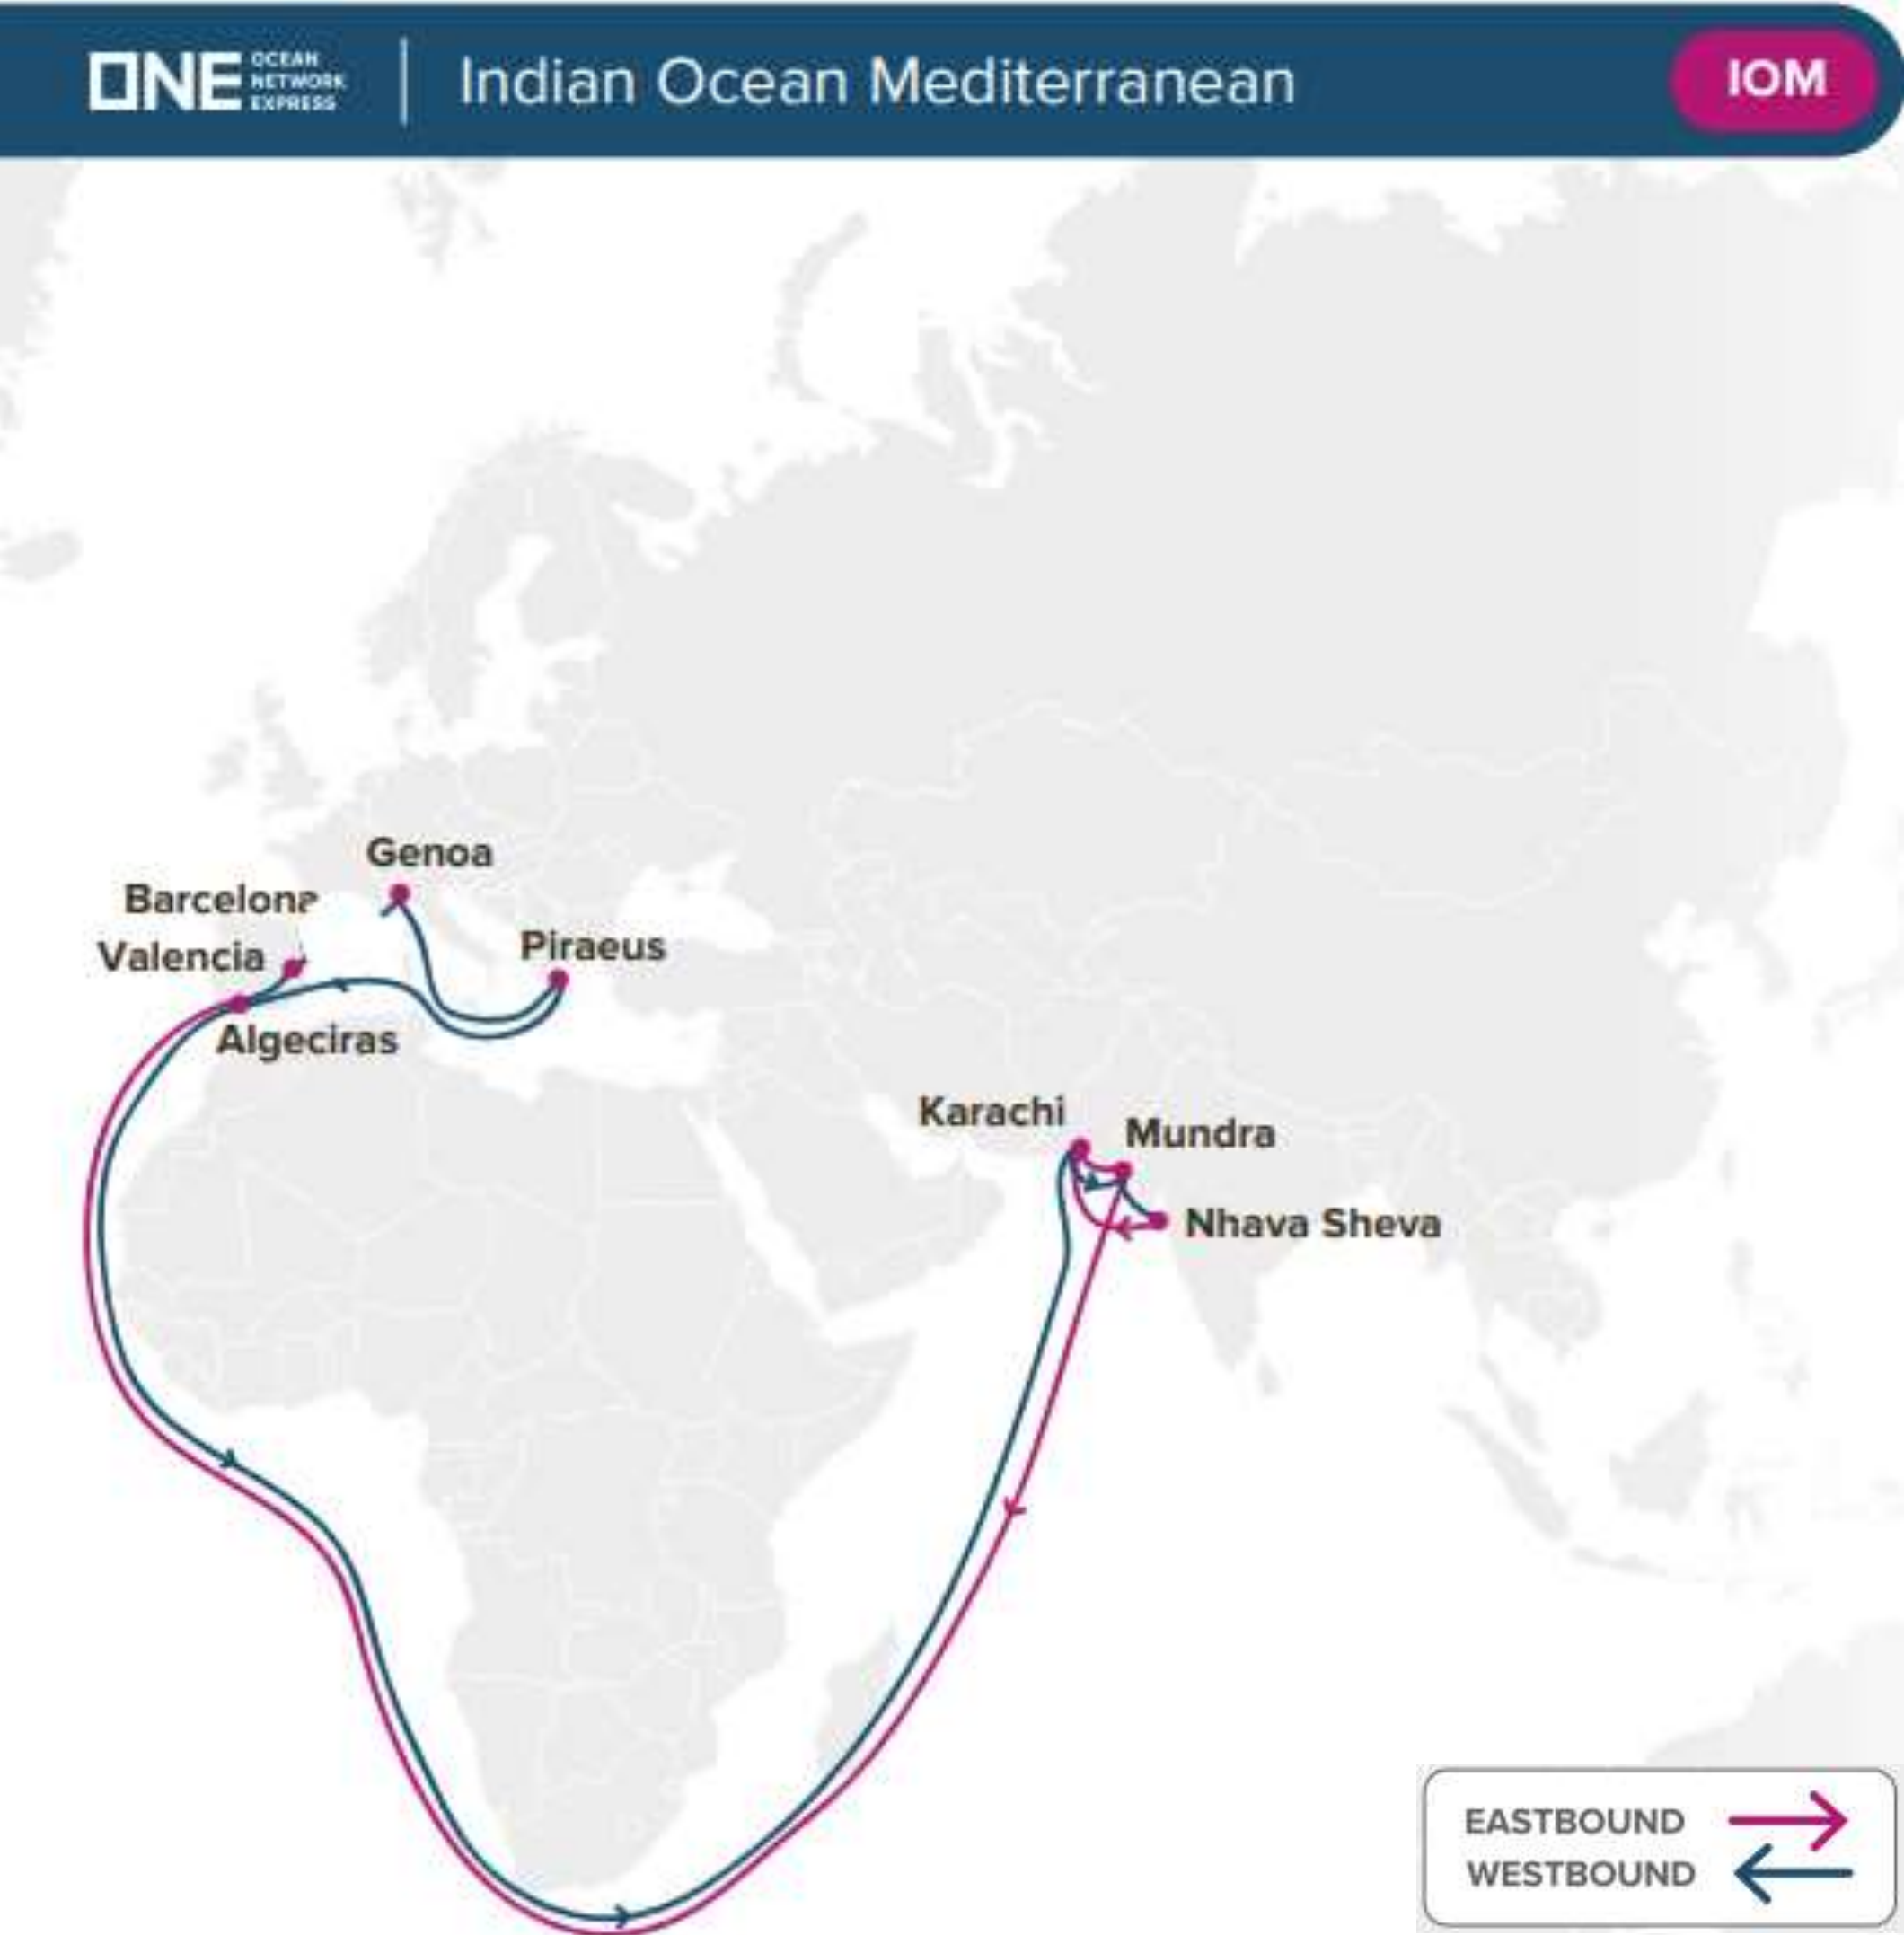 ONE OCEAN
NETWORK
EXPRESS
Indian Ocean Mediterranean
IOM
Genoa
Barcelona
Valencia
Piraeus
Algeciras
Karachi
Mundra
Nhava Sheva
EASTBOUND
WESTBOUND